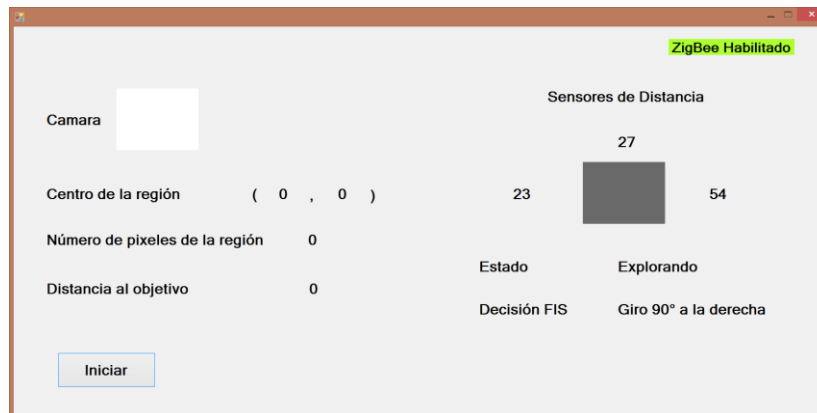 ZigBee Habilitado
Sensores de Distancia
Camara
27
Centro de la región ( 0 , 0 )
23 54
Número de pixeles de la región 0
Estado Explorando
Distancia al objetivo 0
Decisión FIS Giro 90° a la derecha
Iniciar